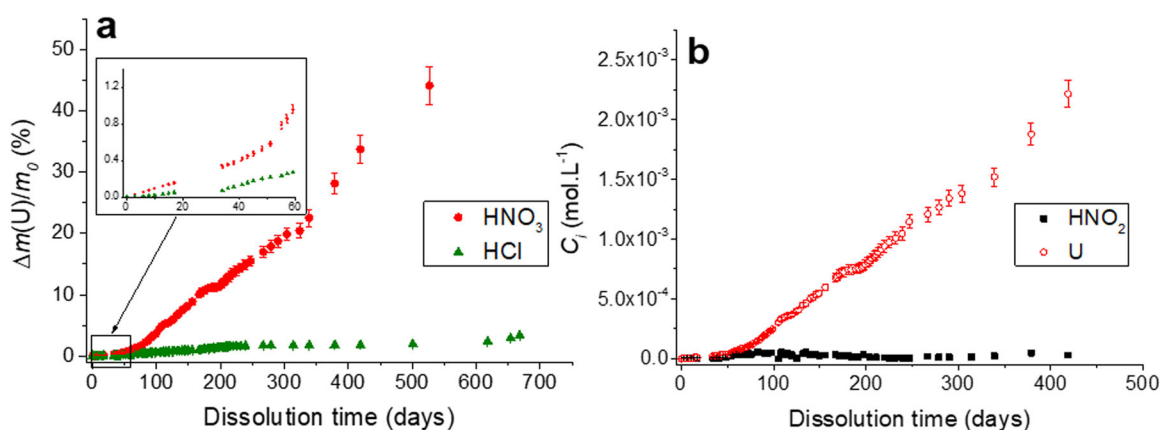 a
50
40
30
20
10
0
Δm(U)/m₀ (%)
1.2
0.8
0.4
0.0
0 20 40 60
HNO₃
HCl
0 100 200 300 400 500 600 700
Dissolution time (days)
b
2.5x10⁻³
2.0x10⁻³
1.5x10⁻³
1.0x10⁻³
5.0x10⁻⁴
0.0
Cᵢ (mol.L⁻¹)
HNO₂
U
0 100 200 300 400 500
Dissolution time (days)